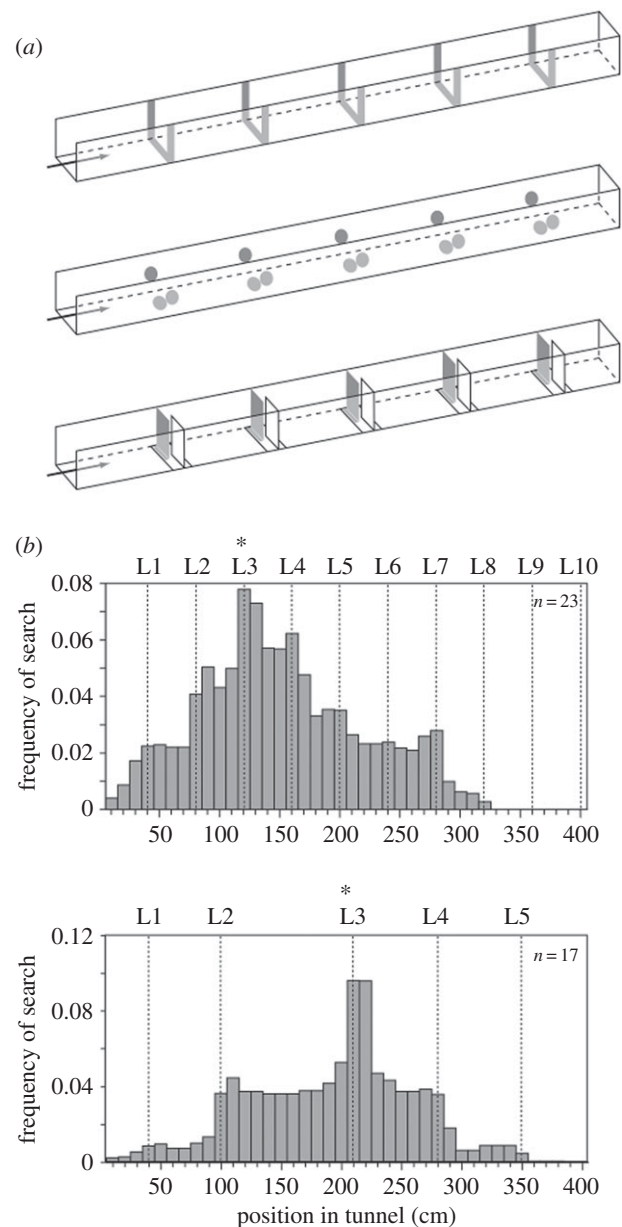 (a)
(b)
*
L1 L2 L3 L4 L5 L6 L7 L8 L9 L10
0.08
n = 23
0.06
0.04
0.02
0
frequency of search
50 100 150 200 250 300 350 400
*
L1 L2 L3 L4 L5
0.12
n = 17
0.08
0.04
0
frequency of search
50 100 150 200 250 300 350 400
position in tunnel (cm)